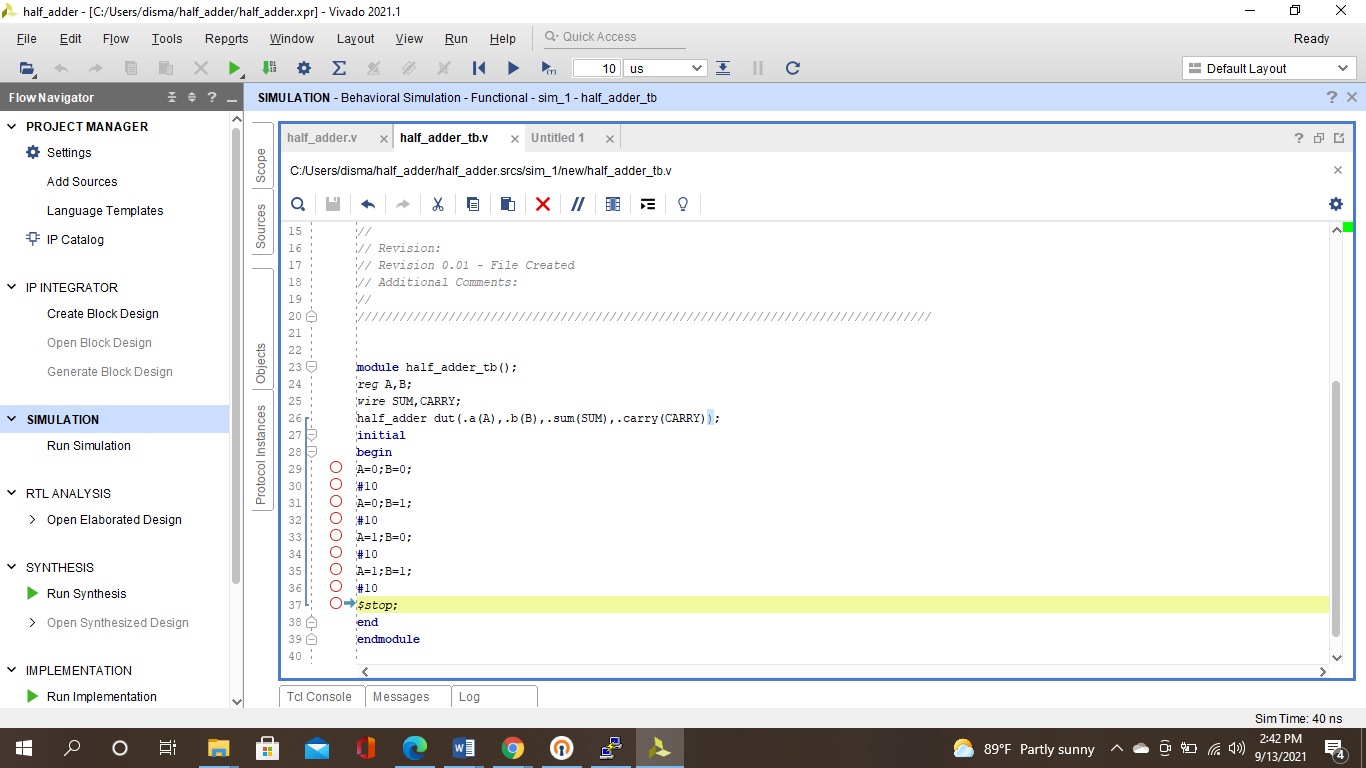 half_adder - [C:/Users/disma/half_adder/half_adder.xpr] - Vivado 2021.1
File Edit Flow Tools Reports Window Layout View Run Help Quick Access Ready
10 us Default Layout
Flow Navigator
SIMULATION - Behavioral Simulation - Functional - sim_1 - half_adder_tb
PROJECT MANAGER
Settings
Add Sources
Language Templates
IP Catalog
IP INTEGRATOR
Create Block Design
Open Block Design
Generate Block Design
SIMULATION
Run Simulation
RTL ANALYSIS
Open Elaborated Design
SYNTHESIS
Run Synthesis
Open Synthesized Design
IMPLEMENTATION
Run Implementation
Scope
Sources
Objects
Protocol Instances
half_adder.v half_adder_tb.v Untitled 1
C:/Users/disma/half_adder/half_adder.srcs/sim_1/new/half_adder_tb.v
15 //
16 // Revision:
17 // Revision 0.01 - File Created
18 // Additional Comments:
19 //
20 //////////////////////////////////////////////////////////////////////////////////
21
22
23 module half_adder_tb();
24 reg A,B;
25 wire SUM,CARRY;
26 half_adder dut(.a(A),.b(B),.sum(SUM),.carry(CARRY));
27 initial
28 begin
29 A=0;B=0;
30 #10
31 A=0;B=1;
32 #10
33 A=1;B=0;
34 #10
35 A=1;B=1;
36 #10
37 $stop;
38 end
39 endmodule
40
Tcl Console Messages Log
Sim Time: 40 ns
89°F Partly sunny
2:42 PM
9/13/2021
4